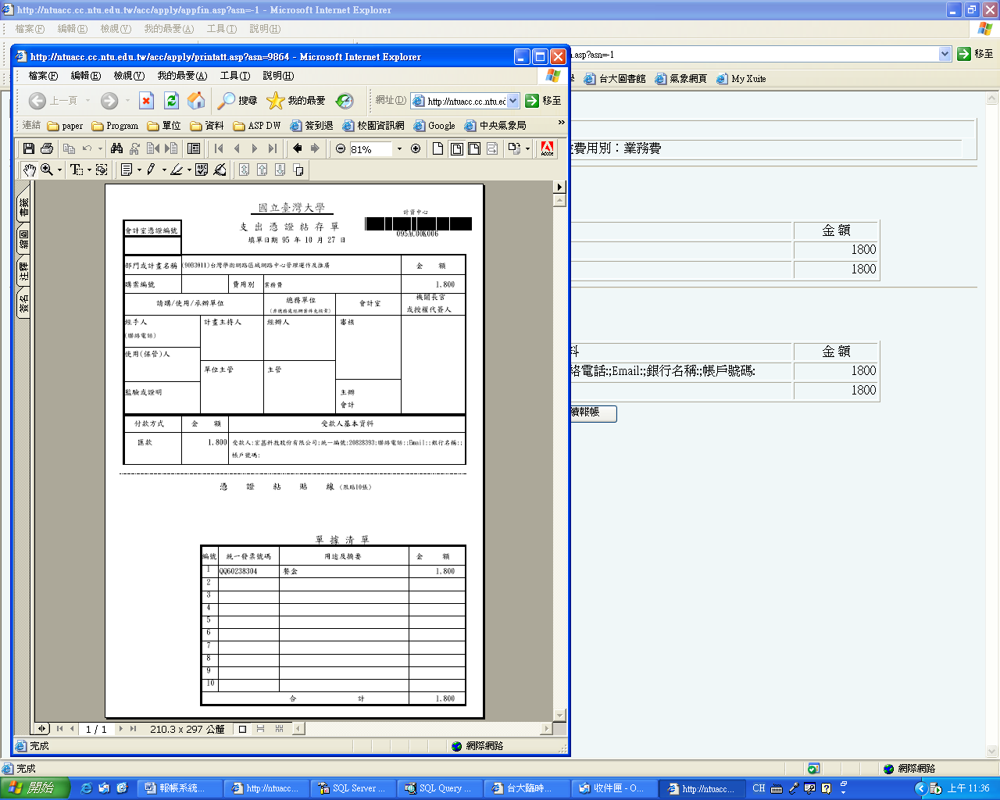 http://ntuacc.cc.ntu.edu.tw/acc/apply/appfin.asp?asn=-1 - Microsoft Internet Explorer
檔案(F) 編輯(E) 檢視(V) 我的最愛(A) 工具(T) 說明(H)
http://ntuacc.cc.ntu.edu.tw/acc/apply/printatt.asp?asn=9864 - Microsoft Internet Explorer
.asp?asn=-1 移至
檔案(F) 編輯(E) 檢視(V) 我的最愛(A) 工具(T) 說明(H)
台大圖書館 氣象網頁 My Xuite
上一頁 搜尋 我的最愛 網址(D) http://ntuacc.cc.ntu.ed 移至
連結 paper Program 單位 資料 ASP DW 簽到退 校園資訊網 Google 中央氣象局 »
81% Adobe
費用別：業務費
書籤
縮圖
注釋
簽名
國立臺灣大學
計資中心
支出憑證粘存單
095AC00K006
填單日期 95 年 10 月 27 日
會計室憑證編號
部門或計畫名稱 (90B3011)台灣學術網路區域網路中心管理運作及推廣 金 額
購案編號 費用別 業務費 1,800
請購/使用/承辦單位 總務單位 會計室 機關長官
或授權代簽人
經手人 計畫主持人 經辦人 審核
(聯絡電話)
使用(保管)人
單位主管 主管
監驗或證明 主辦
會計
付款方式 金 額 受款人基本資料
匯款 1,800 受款人:宏碁科技股份有限公司;統一編號:20828393;聯絡電話:;Email:;銀行名稱:;
帳戶號碼:
憑 證 粘 貼 線 (限貼10張)
單據清單
編號 統一發票號碼 用途及摘要 金 額
1 QQ60238304 餐盒 1,800
2
3
4
5
6
7
8
9
10
合 計 1,800
金 額
1800
1800
料 金 額
絡電話:;Email:;銀行名稱:;帳戶號碼: 1800
1800
續報帳
1 / 1 210.3 x 297 公釐
完成 網際網路
完成 網際網路
開始 報帳系統... http://ntuacc... SQL Server ... SQL Query ... 台大臨時... 收件匣 - O... http://ntuacc... CH 上午 11:36